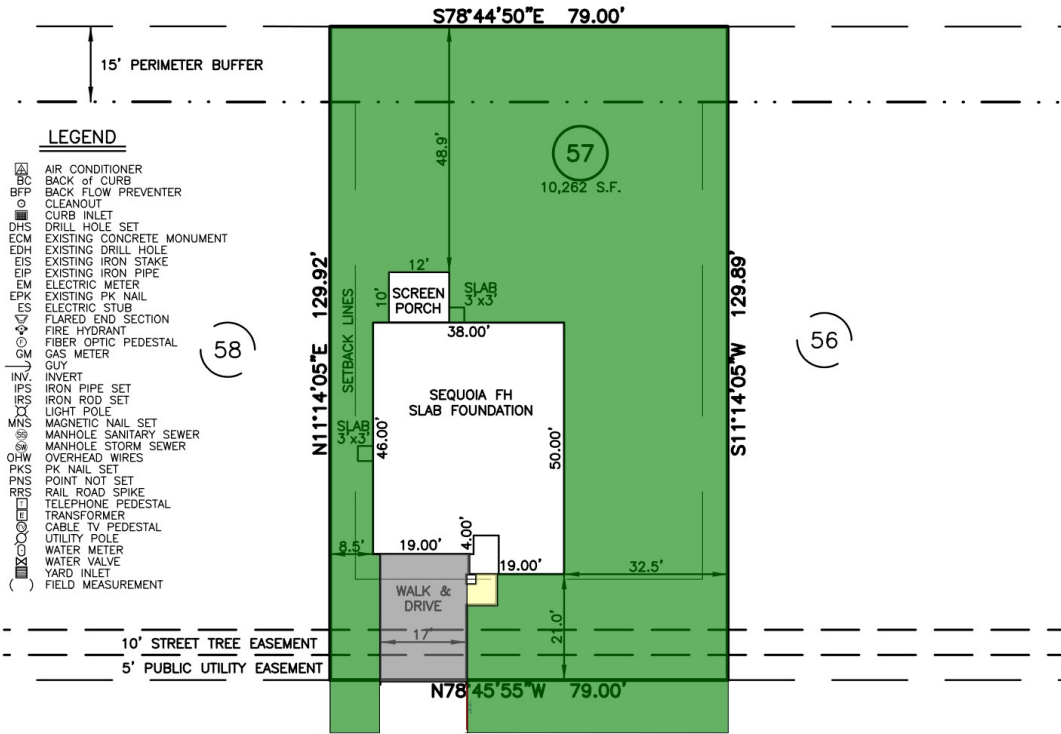 S78°44'50"E 79.00'
15' PERIMETER BUFFER
LEGEND
AIR CONDITIONER
BC BACK of CURB
BFP BACK FLOW PREVENTER
CLEANOUT
CURB INLET
DHS DRILL HOLE SET
ECM EXISTING CONCRETE MONUMENT
EDH EXISTING DRILL HOLE
EIS EXISTING IRON STAKE
EIP EXISTING IRON PIPE
EM ELECTRIC METER
EPK EXISTING PK NAIL
ES ELECTRIC STUB
FLARED END SECTION
FIRE HYDRANT
F FIBER OPTIC PEDESTAL
GM GAS METER
GUY
INV. INVERT
IPS IRON PIPE SET
IRS IRON ROD SET
LIGHT POLE
MNS MAGNETIC NAIL SET
SS MANHOLE SANITARY SEWER
SW MANHOLE STORM SEWER
OHW OVERHEAD WIRES
PKS PK NAIL SET
PNS POINT NOT SET
RRS RAIL ROAD SPIKE
T TELEPHONE PEDESTAL
E TRANSFORMER
TV CABLE TV PEDESTAL
UTILITY POLE
WATER METER
WATER VALVE
YARD INLET
( ) FIELD MEASUREMENT
58
N11°14'05"E 129.92'
SETBACK LINES
48.9'
57
10,262 S.F.
12'
10'
SCREEN
PORCH
SLAB
3'x3'
38.00'
SEQUOIA FH
SLAB FOUNDATION
SLAB
3'x3'
46.00'
50.00'
S11°14'05"W 129.89'
56
8.5'
19.00'
4.00'
19.00'
32.5'
WALK &
DRIVE
17'
21.0'
10' STREET TREE EASEMENT
5' PUBLIC UTILITY EASEMENT
N78°45'55"W 79.00'